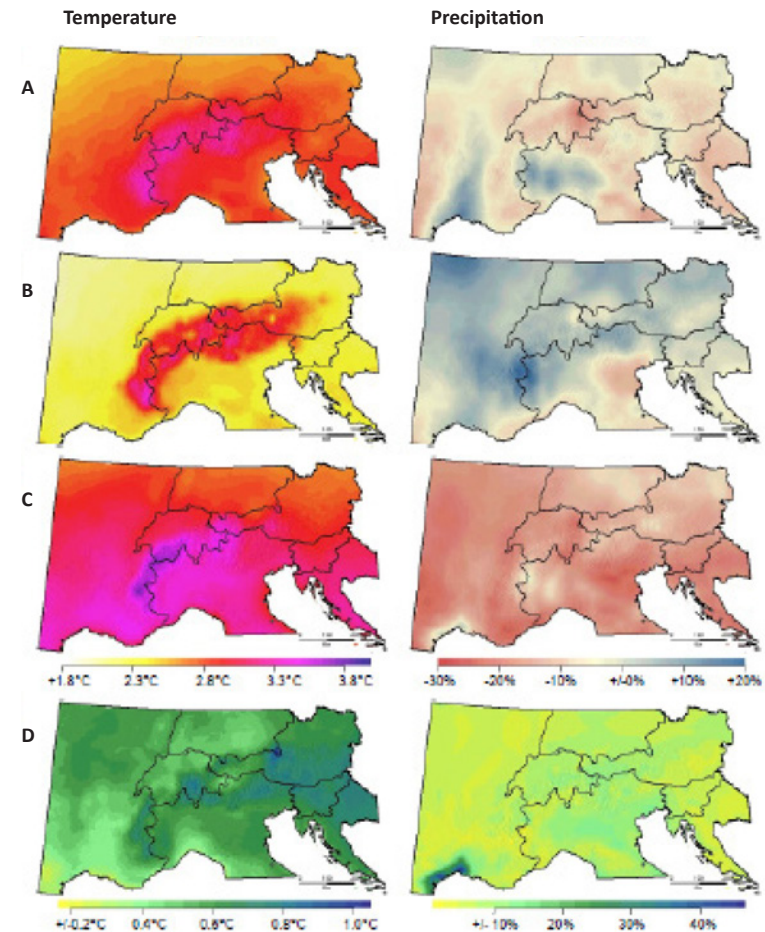 Temperature Precipitation
A
B
C
+1.8°C 2.3°C 2.8°C 3.3°C 3.8°C -30% -20% -10% +/-0% +10% +20%
D
+/-0.2°C 0.4°C 0.6°C 0.8°C 1.0°C +/- 10% 20% 30% 40%